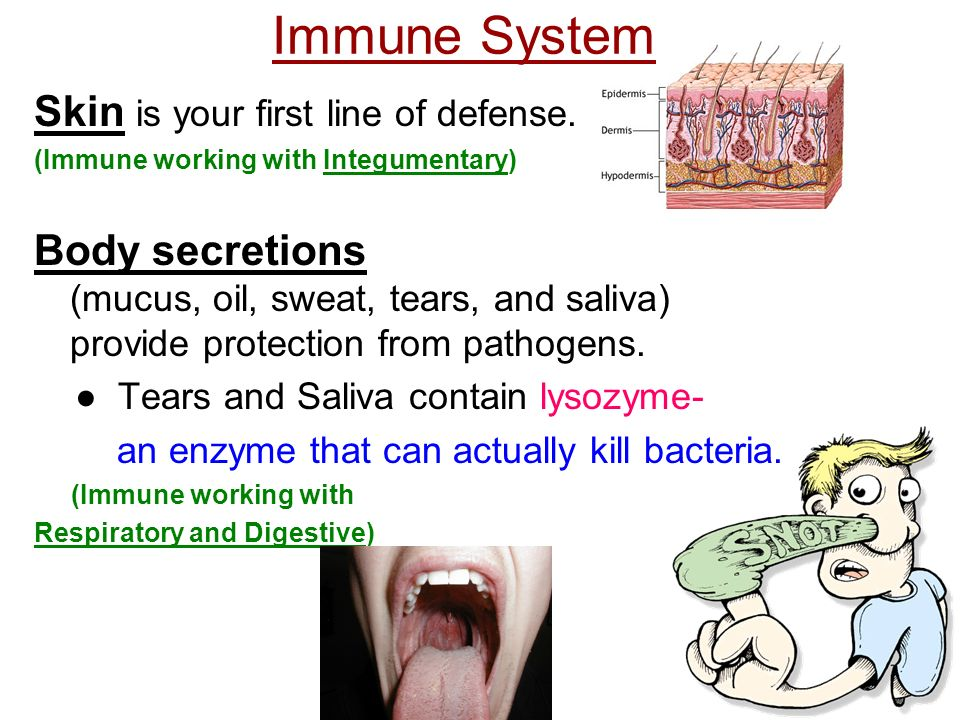 Immune System
Skin is your first line of defense.
(Immune working with Integumentary)
Epidermis
Dermis
Hypodermis
Body secretions
(mucus, oil, sweat, tears, and saliva)
provide protection from pathogens.
● Tears and Saliva contain lysozyme-
an enzyme that can actually kill bacteria.
(Immune working with
Respiratory and Digestive)
SNOT